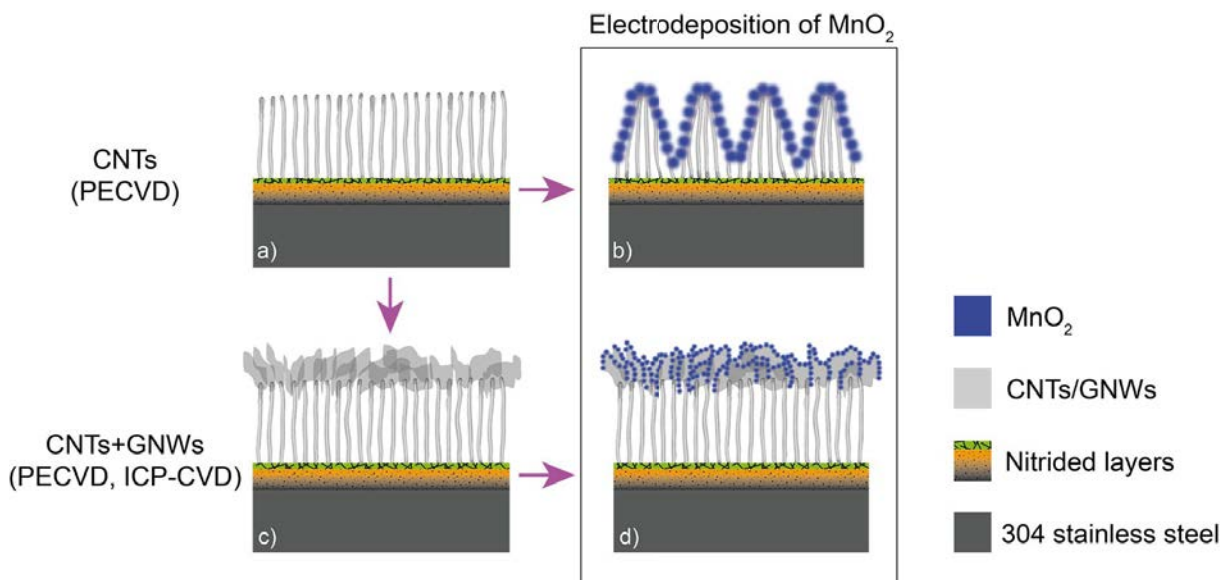 Electrodeposition of MnO₂
CNTs
(PECVD)
a)
b)
CNTs+GNWs
(PECVD, ICP-CVD)
c)
d)
MnO₂
CNTs/GNWs
Nitrided layers
304 stainless steel